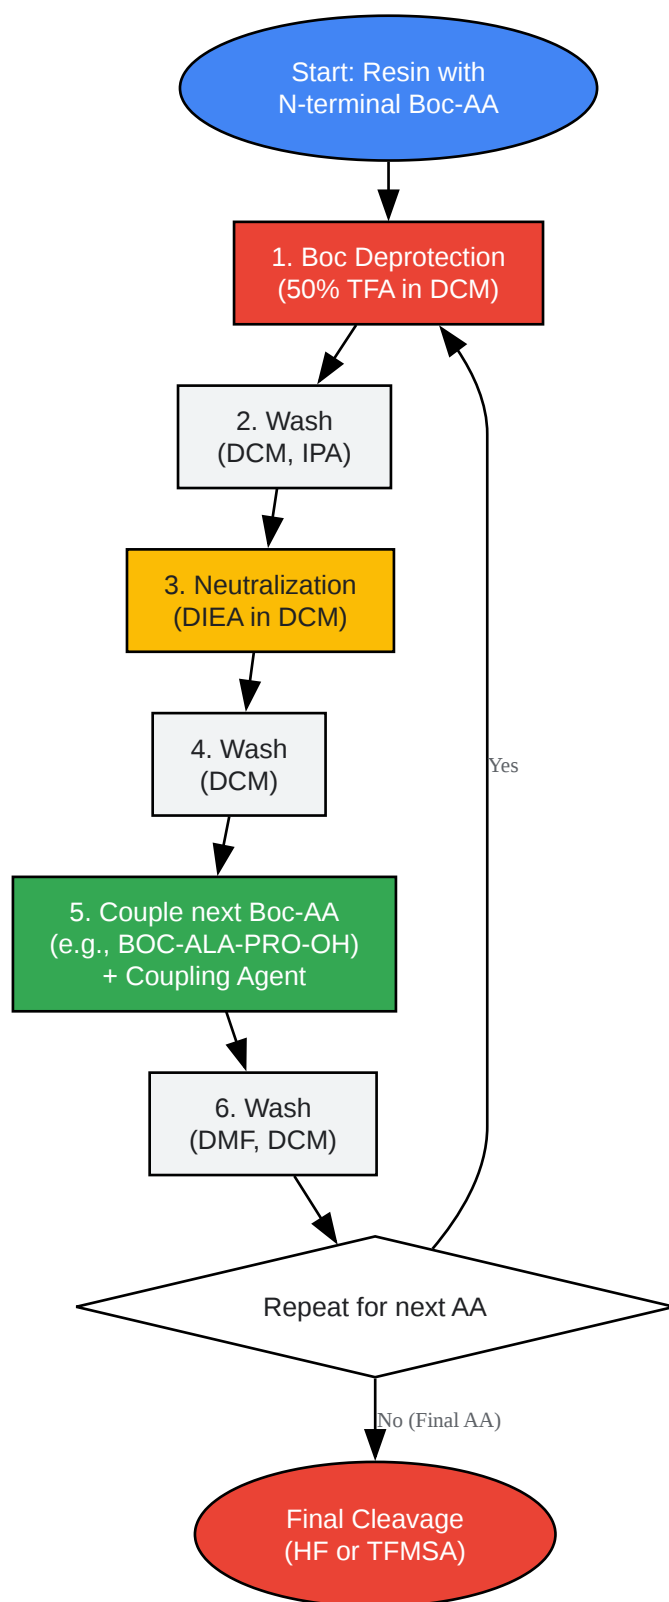 Start: Resin with
N-terminal Boc-AA
1. Boc Deprotection
(50% TFA in DCM)
2. Wash
(DCM, IPA)
3. Neutralization
(DIEA in DCM)
4. Wash
(DCM)
Yes
5. Couple next Boc-AA
(e.g., BOC-ALA-PRO-OH)
+ Coupling Agent
6. Wash
(DMF, DCM)
Repeat for next AA
No (Final AA)
Final Cleavage
(HF or TFMSA)